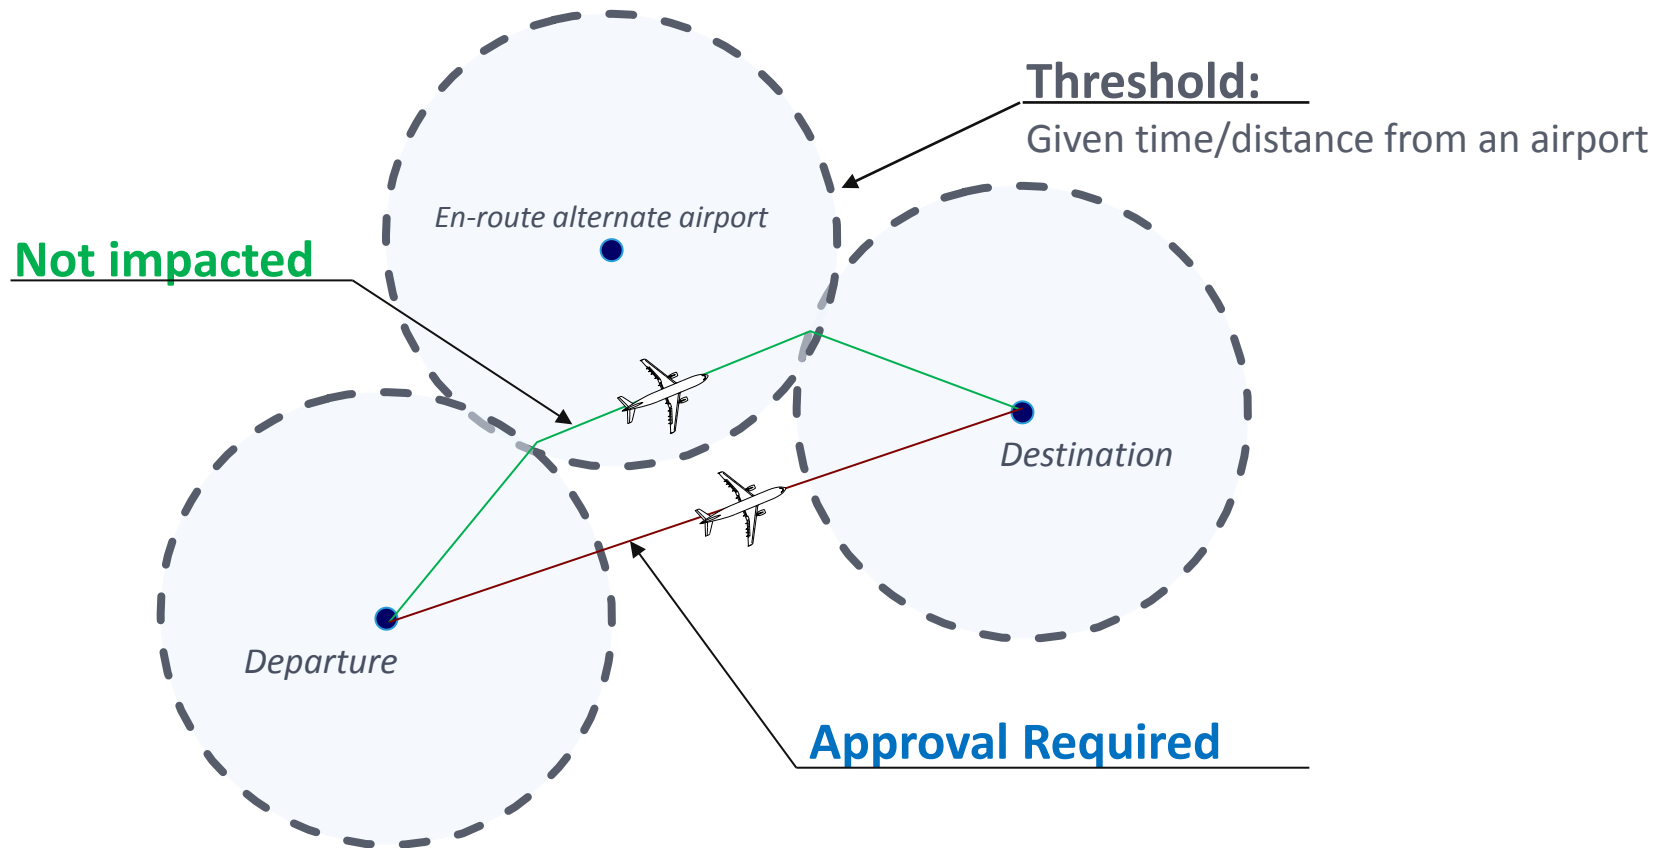 Threshold:
Given time/distance from an airport
En-route alternate airport
Not impacted
Destination
Departure
Approval Required